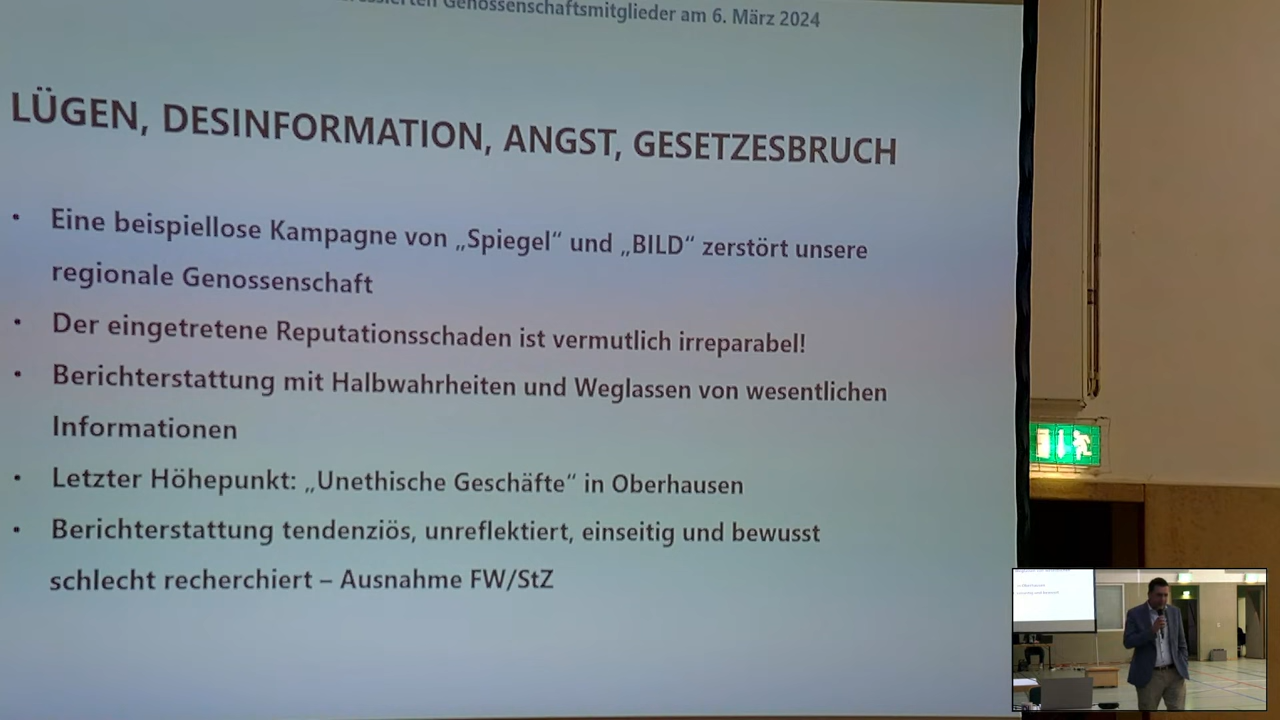 Genossenschaftsmitglieder am 6. März 2024
LÜGEN, DESINFORMATION, ANGST, GESETZESBRUCH
• Eine beispiellose Kampagne von „Spiegel“ und „BILD“ zerstört unsere
regionale Genossenschaft
• Der eingetretene Reputationsschaden ist vermutlich irreparabel!
• Berichterstattung mit Halbwahrheiten und Weglassen von wesentlichen
Informationen
• Letzter Höhepunkt: „Unethische Geschäfte“ in Oberhausen
• Berichterstattung tendenziös, unreflektiert, einseitig und bewusst
schlecht recherchiert – Ausnahme FW/StZ